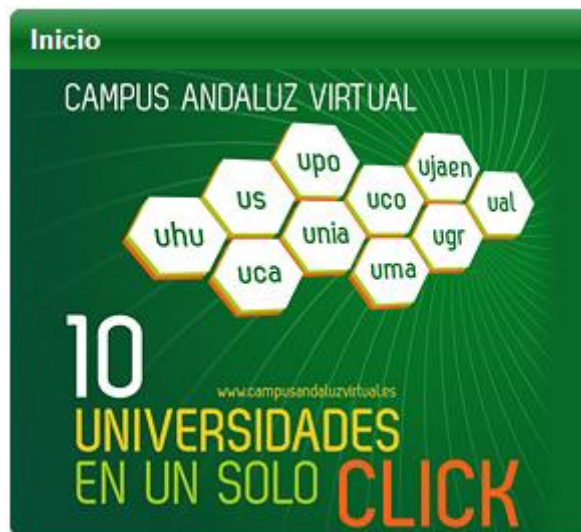 Inicio
CAMPUS ANDALUZ VIRTUAL
upo
ujaen
us
uco
ual
uhu
unia
ugr
uca
uma
10
www.campusandaluzvirtual.es
UNIVERSIDADES
EN UN SOLO CLICK